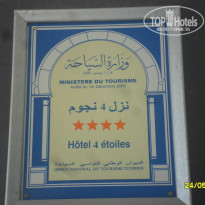 TOP Hotels
وزارة السياحة
MINISTERE DU TOURISME
نزل 4 نجوم
Hôtel 4 étoiles
الديوان الوطني التونسي للسياحة
OFFICE NATIONAL DU TOURISME TUNISIEN
24/06